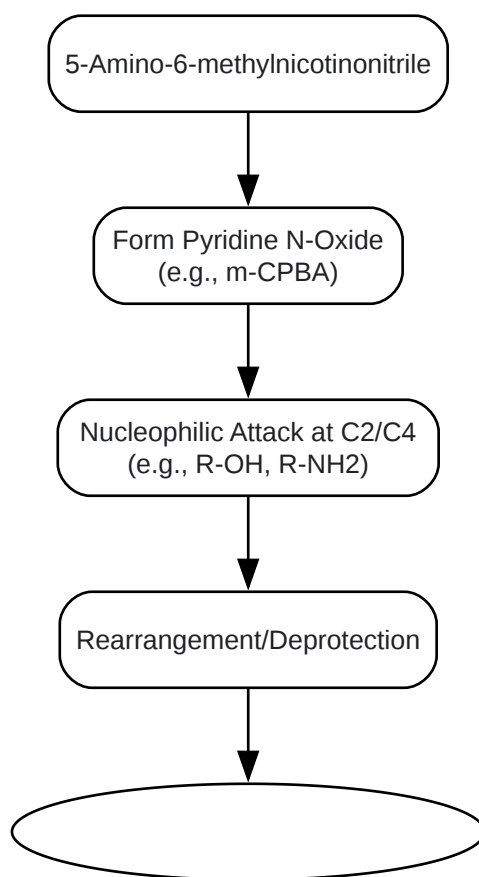 5-Amino-6-methylnicotinonitrile
Form Pyridine N-Oxide
(e.g., m-CPBA)
Nucleophilic Attack at C2/C4
(e.g., R-OH, R-NH2)
Rearrangement/Deprotection